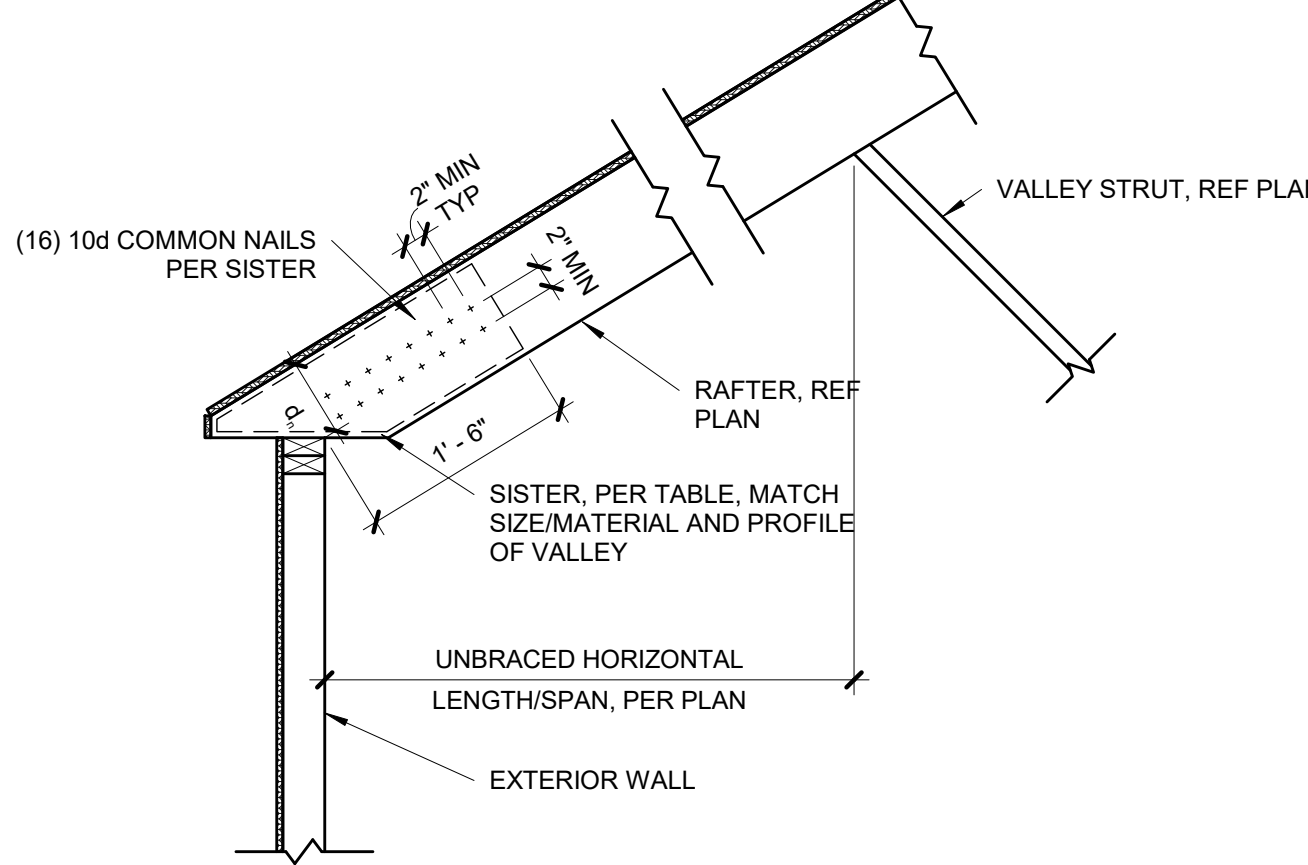 2" MIN
TYP
(16) 10d COMMON NAILS
PER SISTER
2" MIN
VALLEY STRUT, REF
RAFTER, REF
PLAN
dn
1' - 6"
SISTER, PER TABLE, MATCH
SIZE/MATERIAL AND PROFILE
OF VALLEY
UNBRACED HORIZONTAL
LENGTH/SPAN, PER PLAN
EXTERIOR WALL